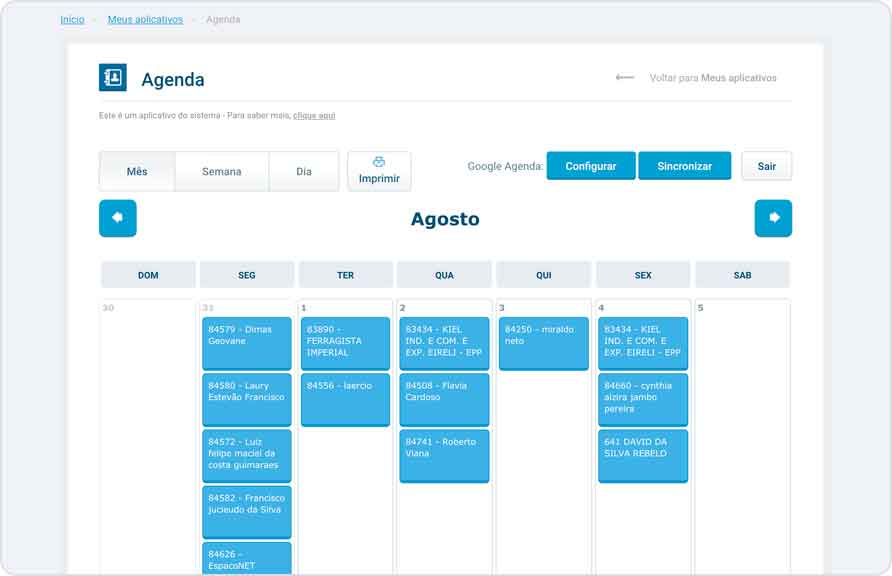 Início - Meus aplicativos - Agenda
Agenda
Voltar para Meus aplicativos
Este é um aplicativo do sistema - Para saber mais, clique aqui
Mês Semana Dia Imprimir
Google Agenda: Configurar Sincronizar Sair
Agosto
DOM SEG TER QUA QUI SEX SAB
30 31 1 2 3 4 5
84579 - Dimas
Geovane
84580 - Laury
Estevão Francisco
84572 - Luiz
felipe maciel da
costa guimaraes
84582 - Francisco
Jucieudo da Silva
84626 -
EspacoNET
83890 -
FERRAGISTA
IMPERIAL
84556 - laercio
83434 - KIEL
IND. E COM. E
EXP. EIRELI - EPP
84508 - Flavia
Cardoso
84741 - Roberto
Viana
84250 - miraldo
neto
83434 - KIEL
IND. E COM. E
EXP. EIRELI - EPP
84660 - cynthia
alzira jambo
pereira
641 DAVID DA
SILVA REBELO